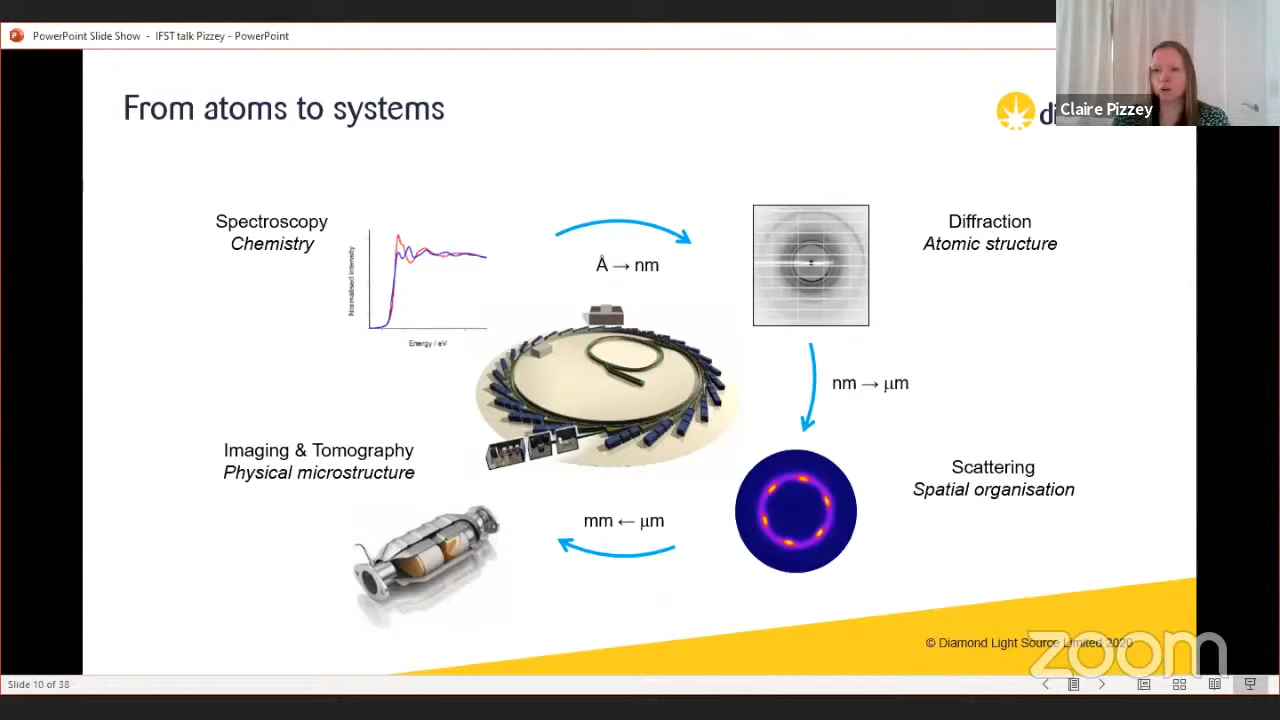 PowerPoint Slide Show - IFST talk Pizzey - PowerPoint
From atoms to systems
Claire Pizzey
Spectroscopy
Chemistry
Normalised intensity
Energy / eV
Å → nm
Diffraction
Atomic structure
nm → μm
Imaging & Tomography
Physical microstructure
mm ← μm
Scattering
Spatial organisation
© Diamond Light Source Limited 2020
zoom
Slide 10 of 38